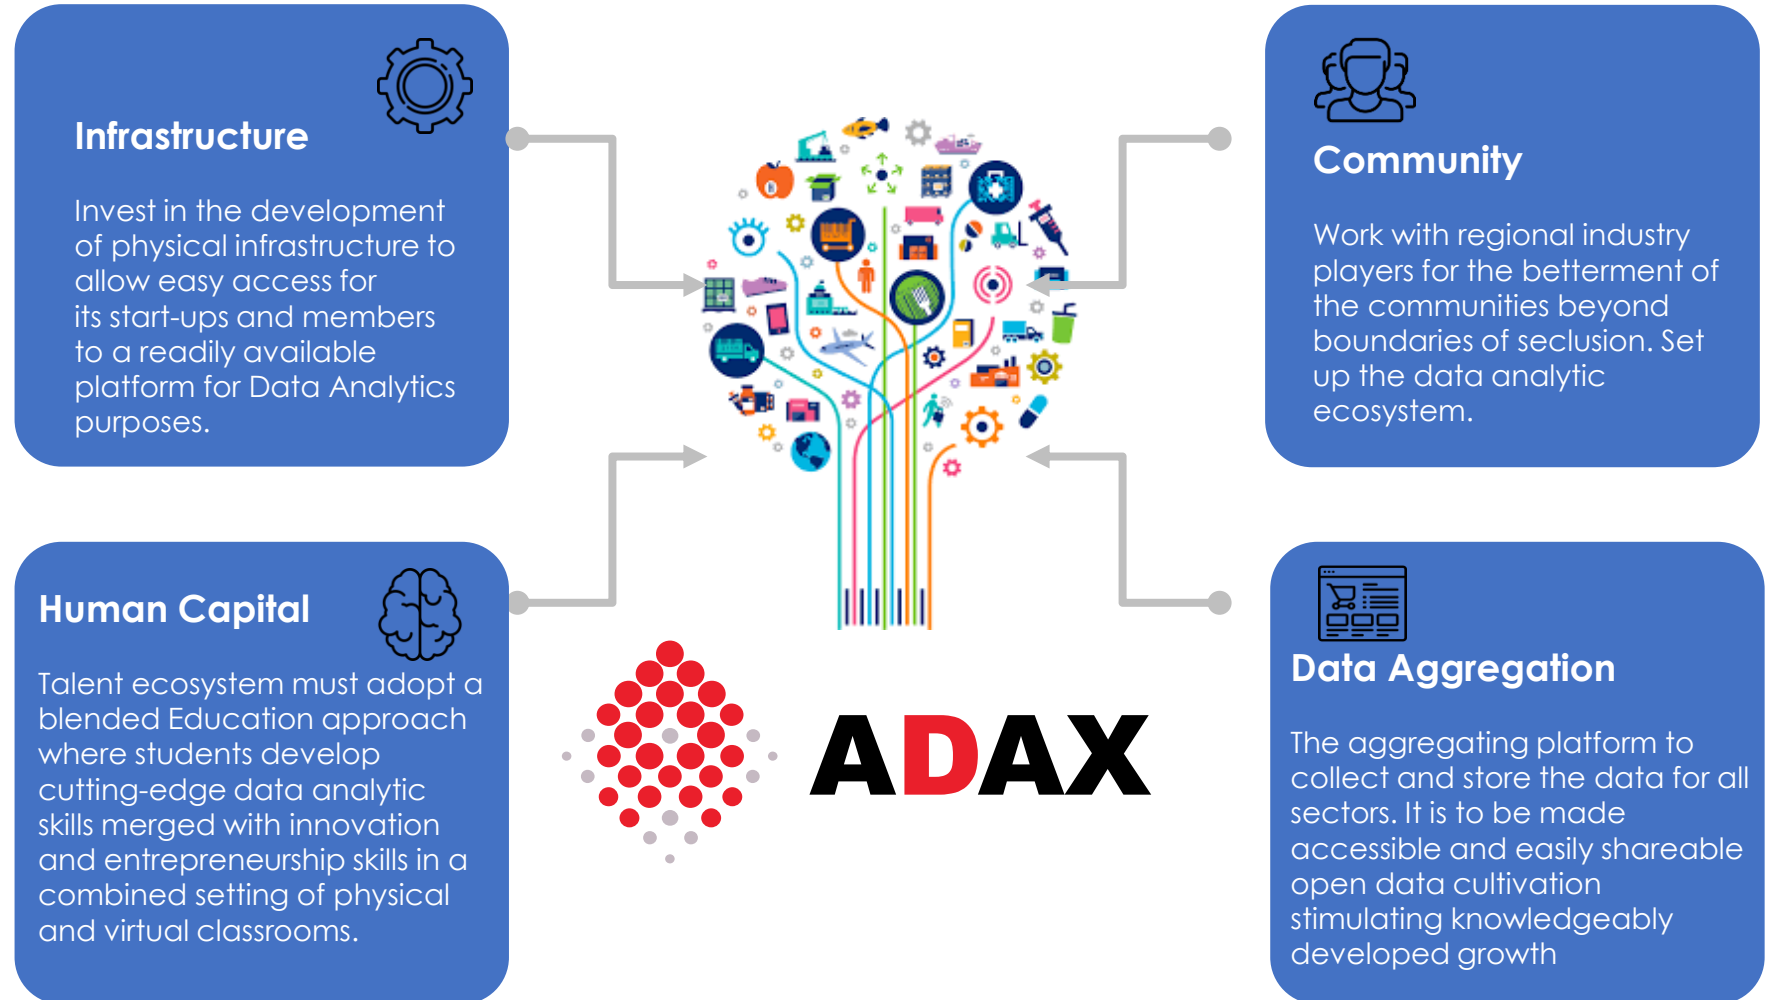 Infrastructure
Invest in the development
of physical infrastructure to
allow easy access for
its start-ups and members
to a readily available
platform for Data Analytics
purposes.
Community
Work with regional industry
players for the betterment of
the communities beyond
boundaries of seclusion. Set
up the data analytic
ecosystem.
Human Capital
Talent ecosystem must adopt a
blended Education approach
where students develop
cutting-edge data analytic
skills merged with innovation
and entrepreneurship skills in a
combined setting of physical
and virtual classrooms.
ADAX
Data Aggregation
The aggregating platform to
collect and store the data for all
sectors. It is to be made
accessible and easily shareable
open data cultivation
stimulating knowledgeably
developed growth